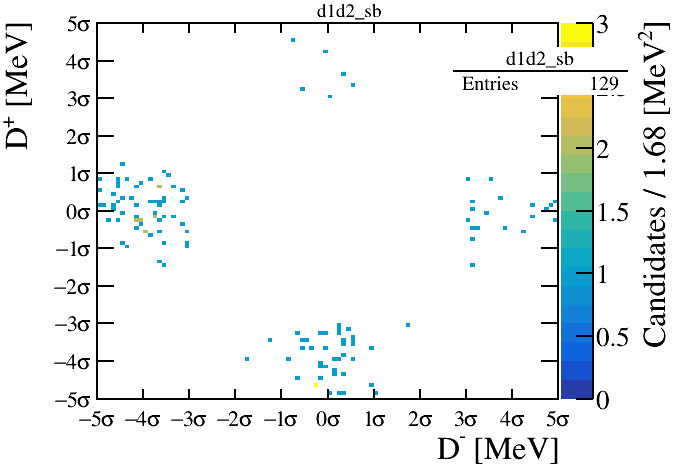 d1d2_sb
D⁺ [MeV]
5σ
4σ
3σ
2σ
1σ
0σ
−1σ
−2σ
−3σ
−4σ
−5σ
−5σ −4σ −3σ −2σ −1σ 0σ 1σ 2σ 3σ 4σ 5σ
D⁻ [MeV]
d1d2_sb
Entries 129
3
2
1.5
1
0.5
0
Candidates / 1.68 [MeV²]